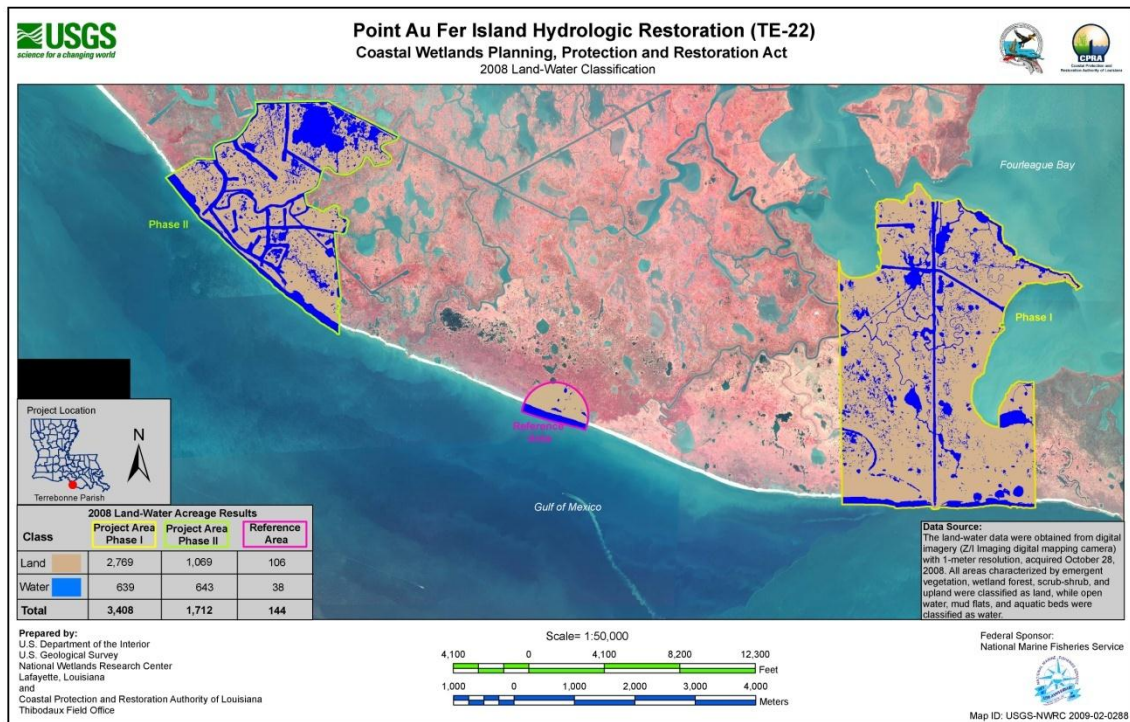 USGS
science for a changing world
Point Au Fer Island Hydrologic Restoration (TE-22)
Coastal Wetlands Planning, Protection and Restoration Act
2008 Land-Water Classification
CPRA
Coastal Protection and
Restoration Authority of Louisiana
Fourleague Bay
Phase II
Phase I
Reference
Area
Gulf of Mexico
Project Location
N
Terrebonne Parish
2008 Land-Water Acreage Results
Class Project Area Phase I Project Area Phase II Reference Area
Land 2,769 1,069 106
Water 639 643 38
Total 3,408 1,712 144
Data Source:
The land-water data were obtained from digital
imagery (Z/I Imaging digital mapping camera)
with 1-meter resolution, acquired October 28,
2008. All areas characterized by emergent
vegetation, wetland forest, scrub-shrub, and
upland were classified as land, while open
water, mud flats, and aquatic beds were
classified as water.
Prepared by:
U.S. Department of the Interior
U.S. Geological Survey
National Wetlands Research Center
Lafayette, Louisiana
and
Coastal Protection and Restoration Authority of Louisiana
Thibodaux Field Office
Scale= 1:50,000
4,100 0 4,100 8,200 12,300
Feet
1,000 0 1,000 2,000 3,000 4,000
Meters
Federal Sponsor:
National Marine Fisheries Service
Map ID: USGS-NWRC 2009-02-0288